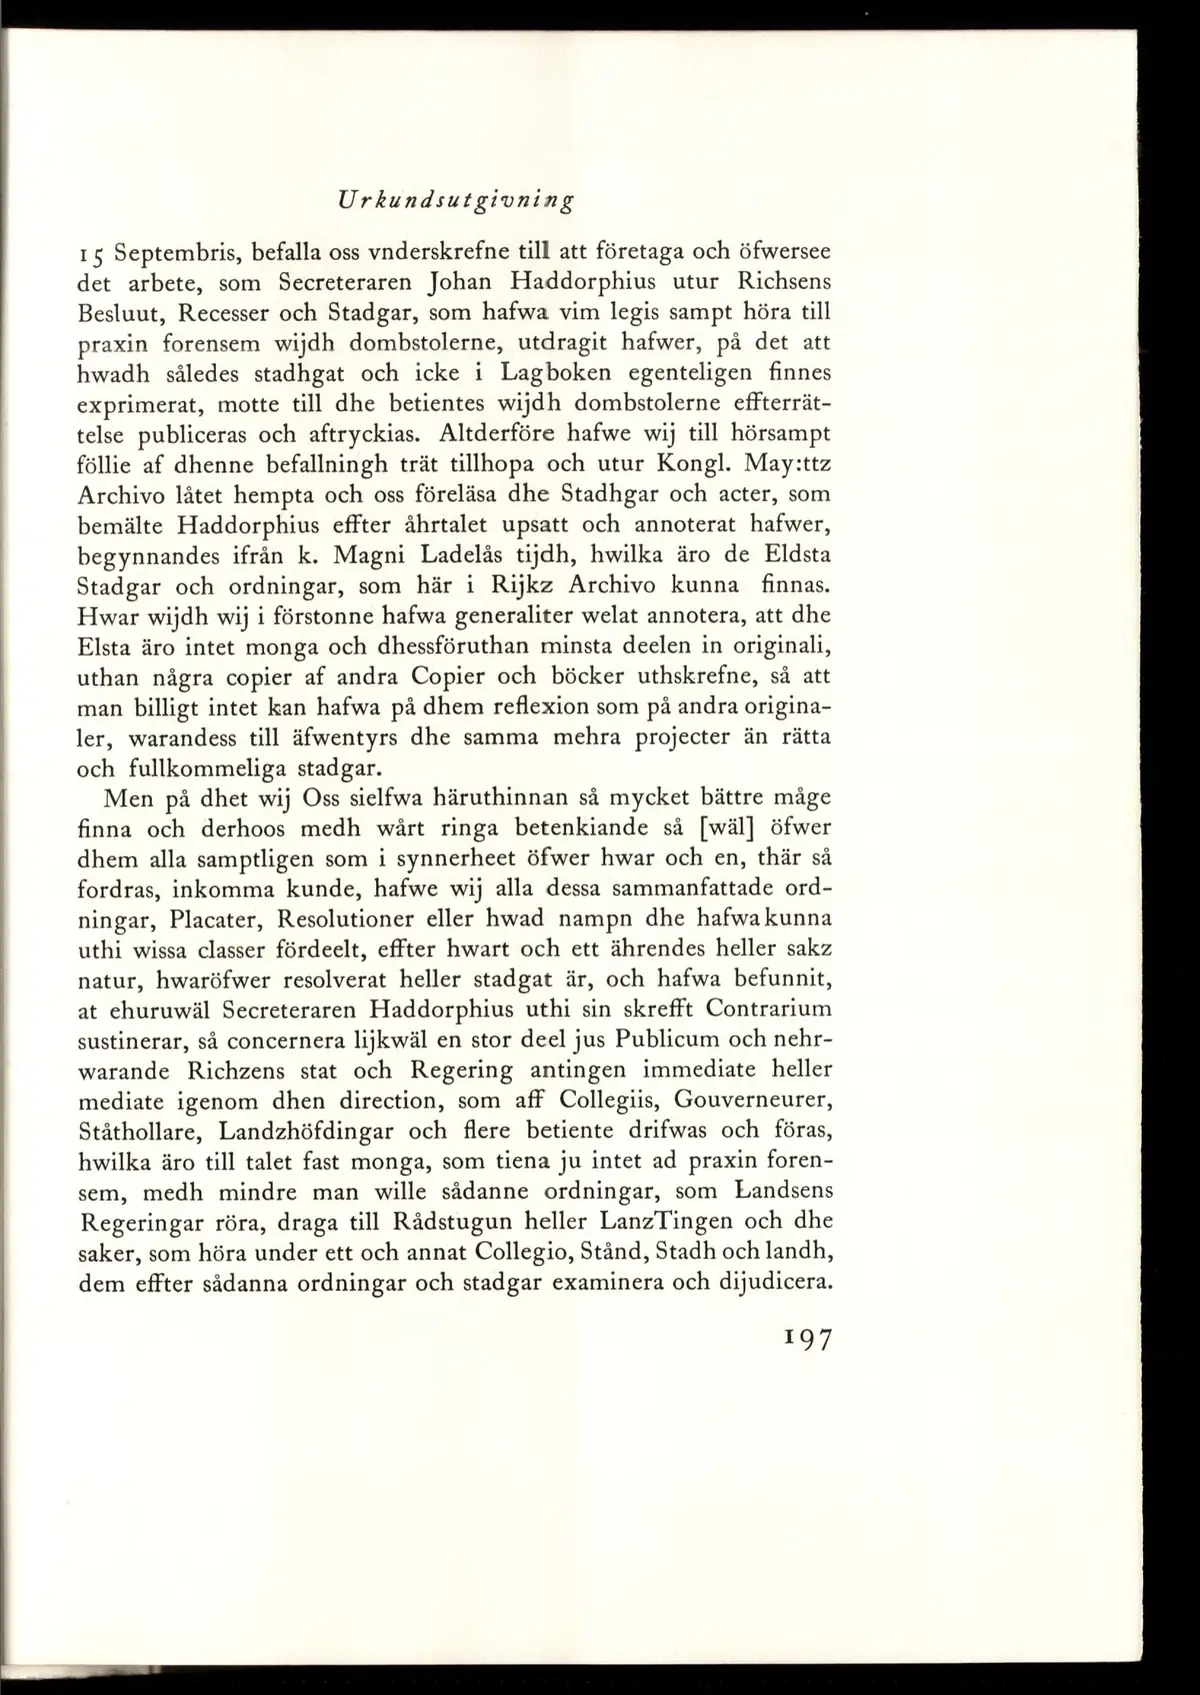 Urkundsutgivning
15 Septembris, befalla oss vnderskrefne till att företaga och öfwersee
det arbete, som Secreteraren Johan Haddorphius utur Richsens
Besluut, Recesser och Stadgar, som hafwa vim legis sampt höra till
praxin forensem wijdh dombstolerne, utdragit hafwer, på det att
hwadh således stadhgat och icke i Lagboken egenteligen finnes
exprimerat, motte till dhe betientes wijdh dombstolerne effterrät-
telse publiceras och aftryckias. Altderföre hafwe wij till hörsampt
föllie af dhenne befallningh trät tillhopa och utur Kongl. May:ttz
Archivo låtet hempta och oss föreläsa dhe Stadhgar och acter, som
bemälte Haddorphius effter åhrtalet upsatt och annoterat hafwer,
begynnandes ifrån k. Magni Ladelås tijdh, hwilka äro de Eldsta
Stadgar och ordningar, som här i Rijkz Archivo kunna finnas.
Hwar wijdh wij i förstonne hafwa generaliter welat annotera, att dhe
Elsta äro intet monga och dhessföruthan minsta deelen in originali,
uthan några copier af andra Copier och böcker uthskrefne, så att
man billigt intet kan hafwa på dhem reflexion som på andra origina-
ler, warandess till äfwentyrs dhe samma mehra projecter än rätta
och fullkommeliga stadgar.
Men på dhet wij Oss sielfwa häruthinnan så mycket bättre måge
finna och derhoos medh wårt ringa betenkiande så [wäl] öfwer
dhem alla samptligen som i synnerheet öfwer hwar och en, thär så
fordras, inkomma kunde, hafwe wij alla dessa sammanfattade ord-
ningar, Placater, Resolutioner eller hwad nampn dhe hafwa kunna
uthi wissa classer fördeelt, effter hwart och ett ährendes heller sakz
natur, hwaröfwer resolverat heller stadgat är, och hafwa befunnit,
at ehuruwäl Secreteraren Haddorphius uthi sin skrefft Contrarium
sustinerar, så concernera lijkwäl en stor deel jus Publicum och nehr-
warande Richzens stat och Regering antingen immediate heller
mediate igenom dhen direction, som aff Collegiis, Gouverneurer,
Ståthollare, Landzhöfdingar och flere betiente drifwas och föras,
hwilka äro till talet fast monga, som tiena ju intet ad praxin foren-
sem, medh mindre man wille sådanne ordningar, som Landsens
Regeringar röra, draga till Rådstugun heller LanzTingen och dhe
saker, som höra under ett och annat Collegio, Stånd, Stadh och landh,
dem effter sådanna ordningar och stadgar examinera och dijudicera.
197